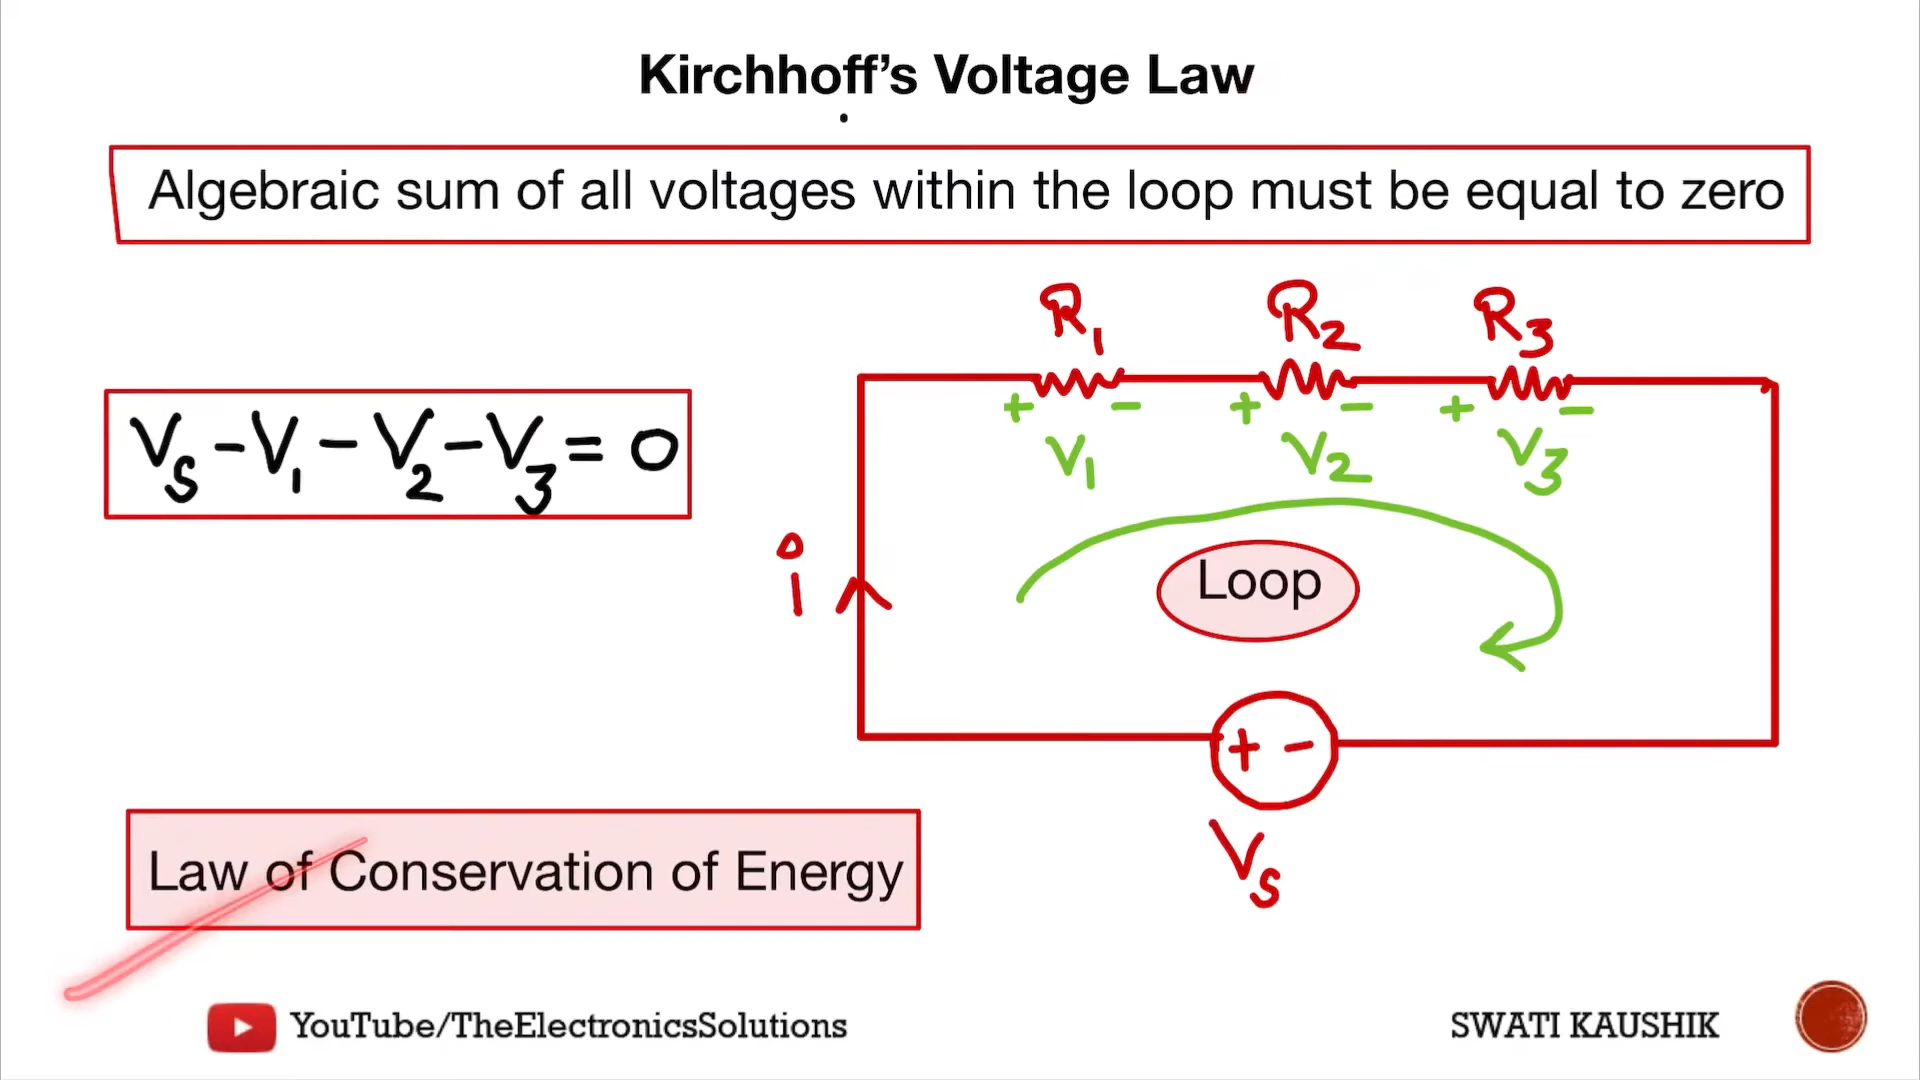 Kirchhoff's Voltage Law
Algebraic sum of all voltages within the loop must be equal to zero
R1 R2 R3
+ - + - + -
V1 V2 V3
Vs - V1 - V2 - V3 = 0
i
Loop
+ -
Vs
Law of Conservation of Energy
YouTube/TheElectronicsSolutions
SWATI KAUSHIK